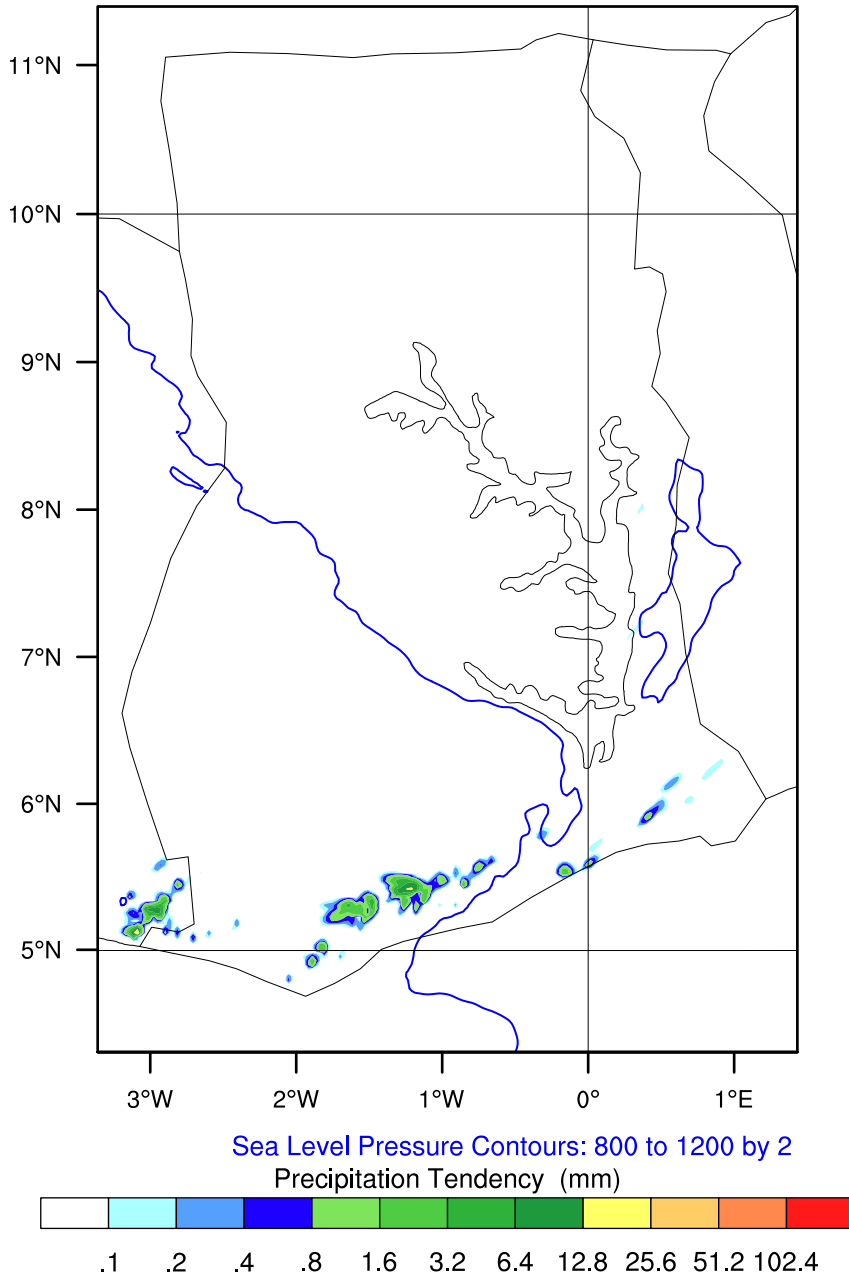 11°N
10°N
9°N
8°N
7°N
6°N
5°N
3°W 2°W 1°W 0° 1°E
Sea Level Pressure Contours: 800 to 1200 by 2
Precipitation Tendency (mm)
.1 .2 .4 .8 1.6 3.2 6.4 12.8 25.6 51.2 102.4